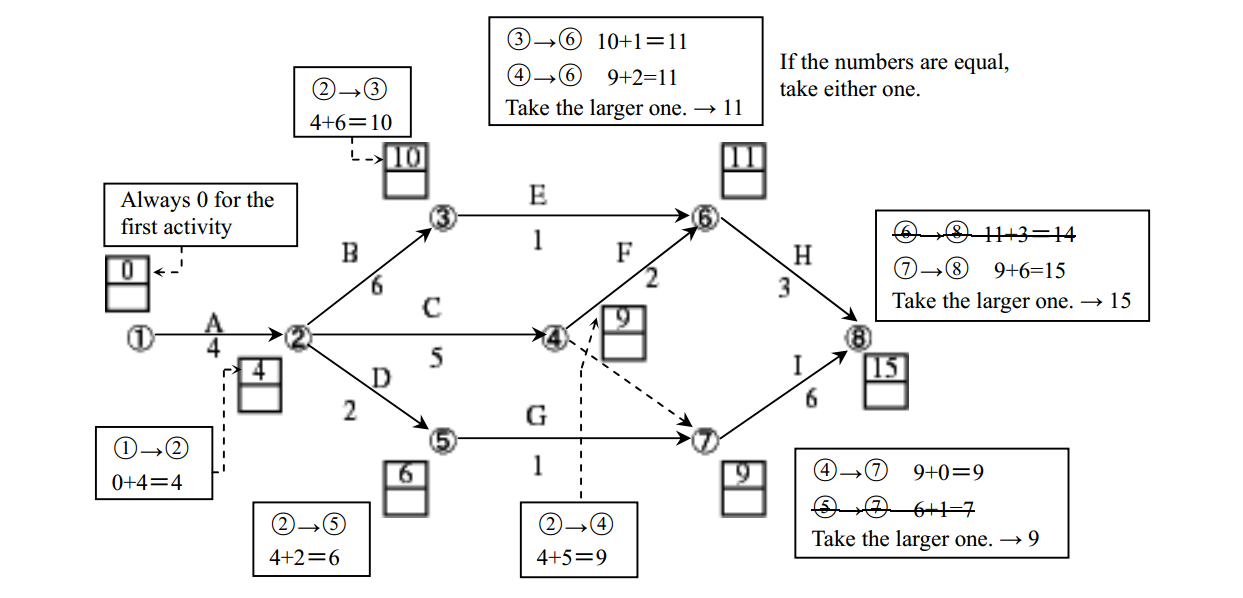 ③→⑥ 10+1=11
④→⑥ 9+2=11
Take the larger one. → 11
If the numbers are equal,
take either one.
②→③
4+6=10
10
11
Always 0 for the
first activity
0
③
E
1
⑥
⑥→⑧ 11+3=14
⑦→⑧ 9+6=15
Take the larger one. → 15
B
6
F
2
H
3
①
A
4
②
C
5
④
9
⑧
15
4
D
2
I
6
①→②
0+4=4
⑤
G
1
⑦
6
9
④→⑦ 9+0=9
⑤→⑦ 6+1=7
Take the larger one. → 9
②→⑤
4+2=6
②→④
4+5=9